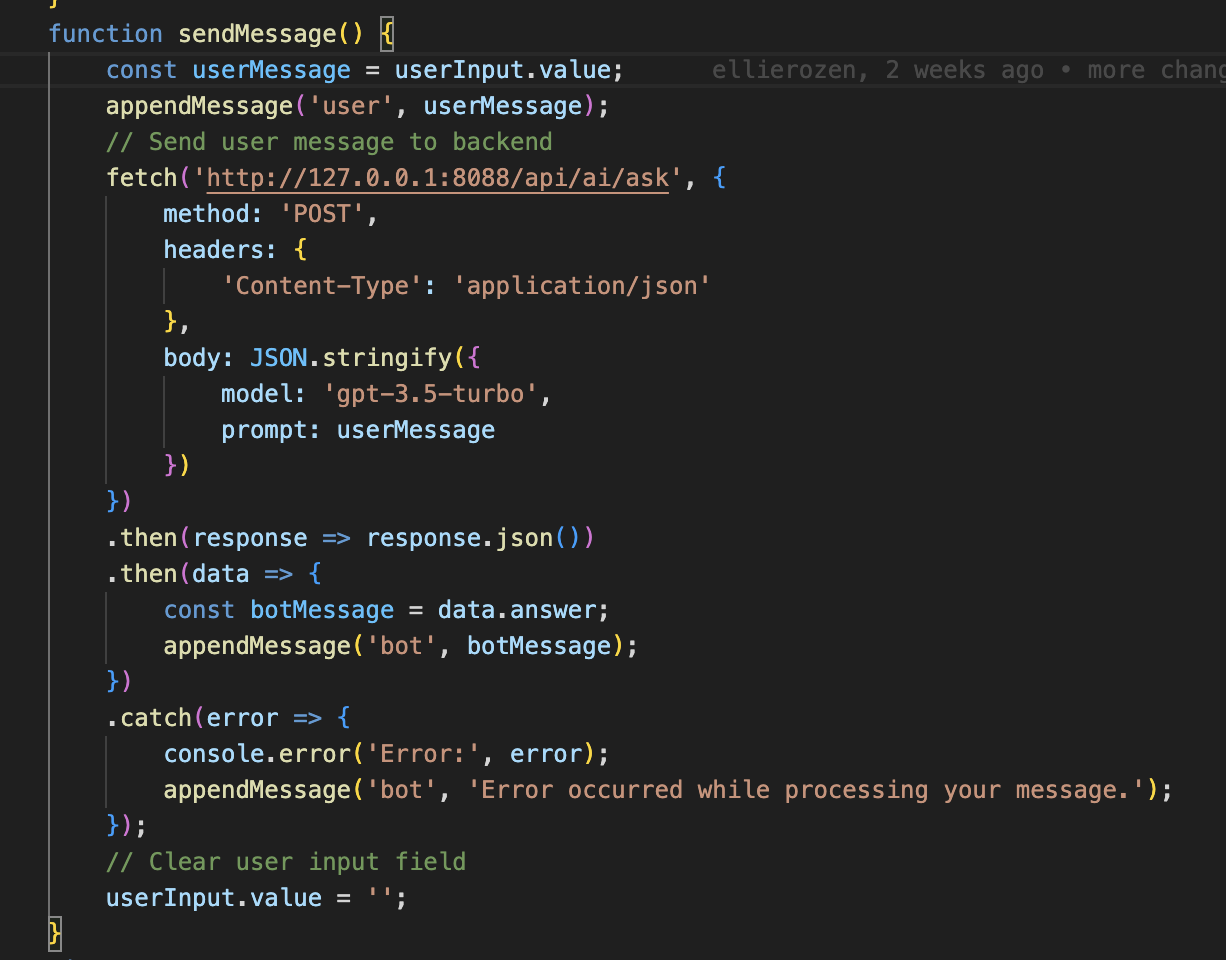 }
function sendMessage() {
    const userMessage = userInput.value;        ellierozen, 2 weeks ago • more
    appendMessage('user', userMessage);
    // Send user message to backend
    fetch('http://127.0.0.1:8088/api/ai/ask', {
        method: 'POST',
        headers: {
            'Content-Type': 'application/json'
        },
        body: JSON.stringify({
            model: 'gpt-3.5-turbo',
            prompt: userMessage
        })
    })
    .then(response => response.json())
    .then(data => {
        const botMessage = data.answer;
        appendMessage('bot', botMessage);
    })
    .catch(error => {
        console.error('Error:', error);
        appendMessage('bot', 'Error occurred while processing your message.');
    });
    // Clear user input field
    userInput.value = '';
}